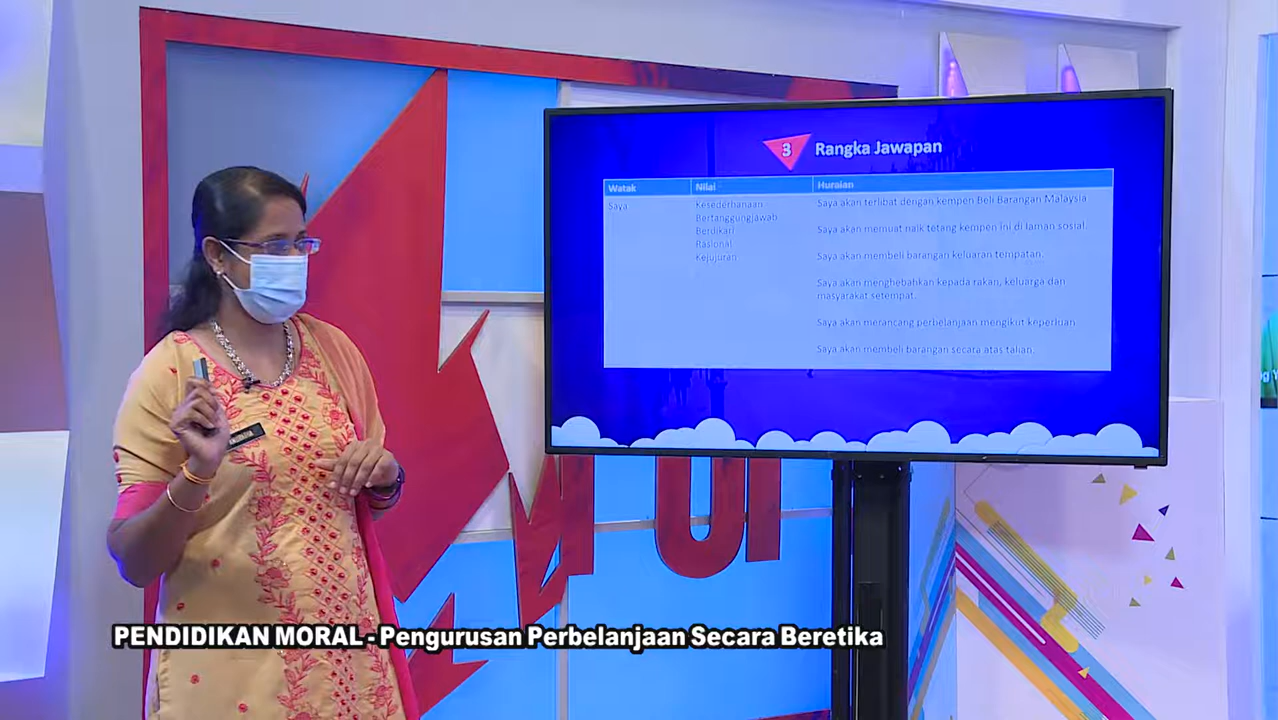 3 Rangka Jawapan
Watak Nilai Huraian
Saya
Kesederhanaan
Bertanggungjawab
Berdikari
Rasional
Kejujuran
Saya akan terlibat dengan kempen Beli Barangan Malaysia
Saya akan memuat naik tetang kempen ini di laman sosial.
Saya akan membeli barangan keluaran tempatan.
Saya akan menghebahkan kepada rakan, keluarga dan
masyarakat setempat.
Saya akan merancang perbelanjaan mengikut keperluan
Saya akan membeli barangan secara atas talian.
PENDIDIKAN MORAL - Pengurusan Perbelanjaan Secara Beretika